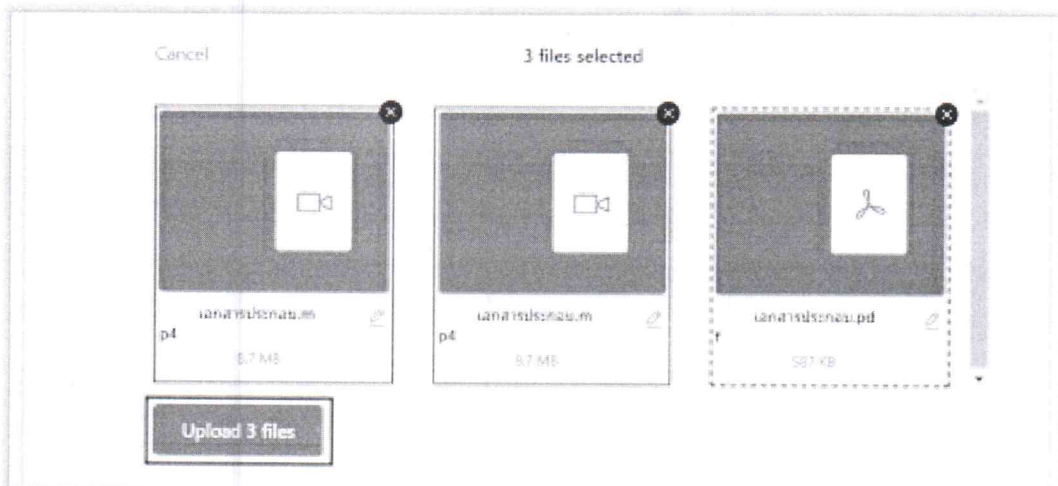 Cancel
3 files selected
เอกสารประกอบ.m
p4
8.7 MB
เอกสารประกอบ.m
p4
8.7 MB
เอกสารประกอบ.pd
f
587 KB
Upload 3 files